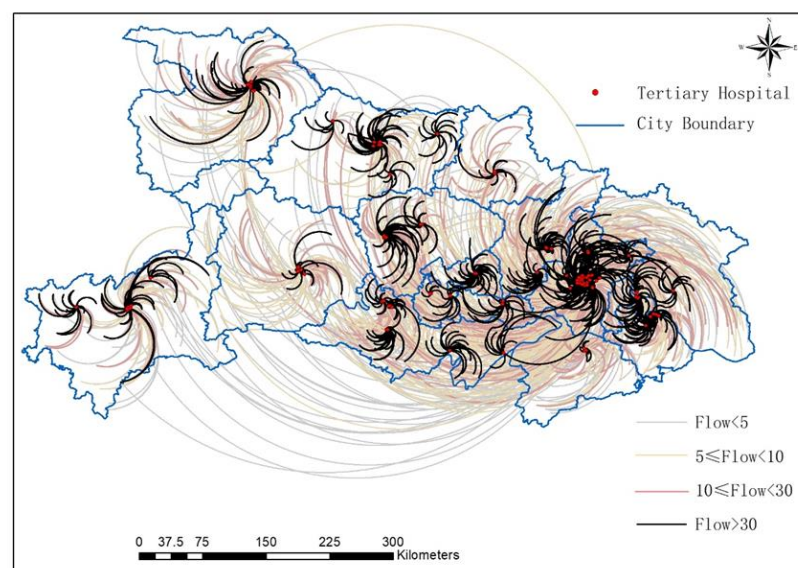 N
W E
S
Tertiary Hospital
City Boundary
Flow<5
5≤Flow<10
10≤Flow<30
Flow>30
0 37.5 75 150 225 300
Kilometers